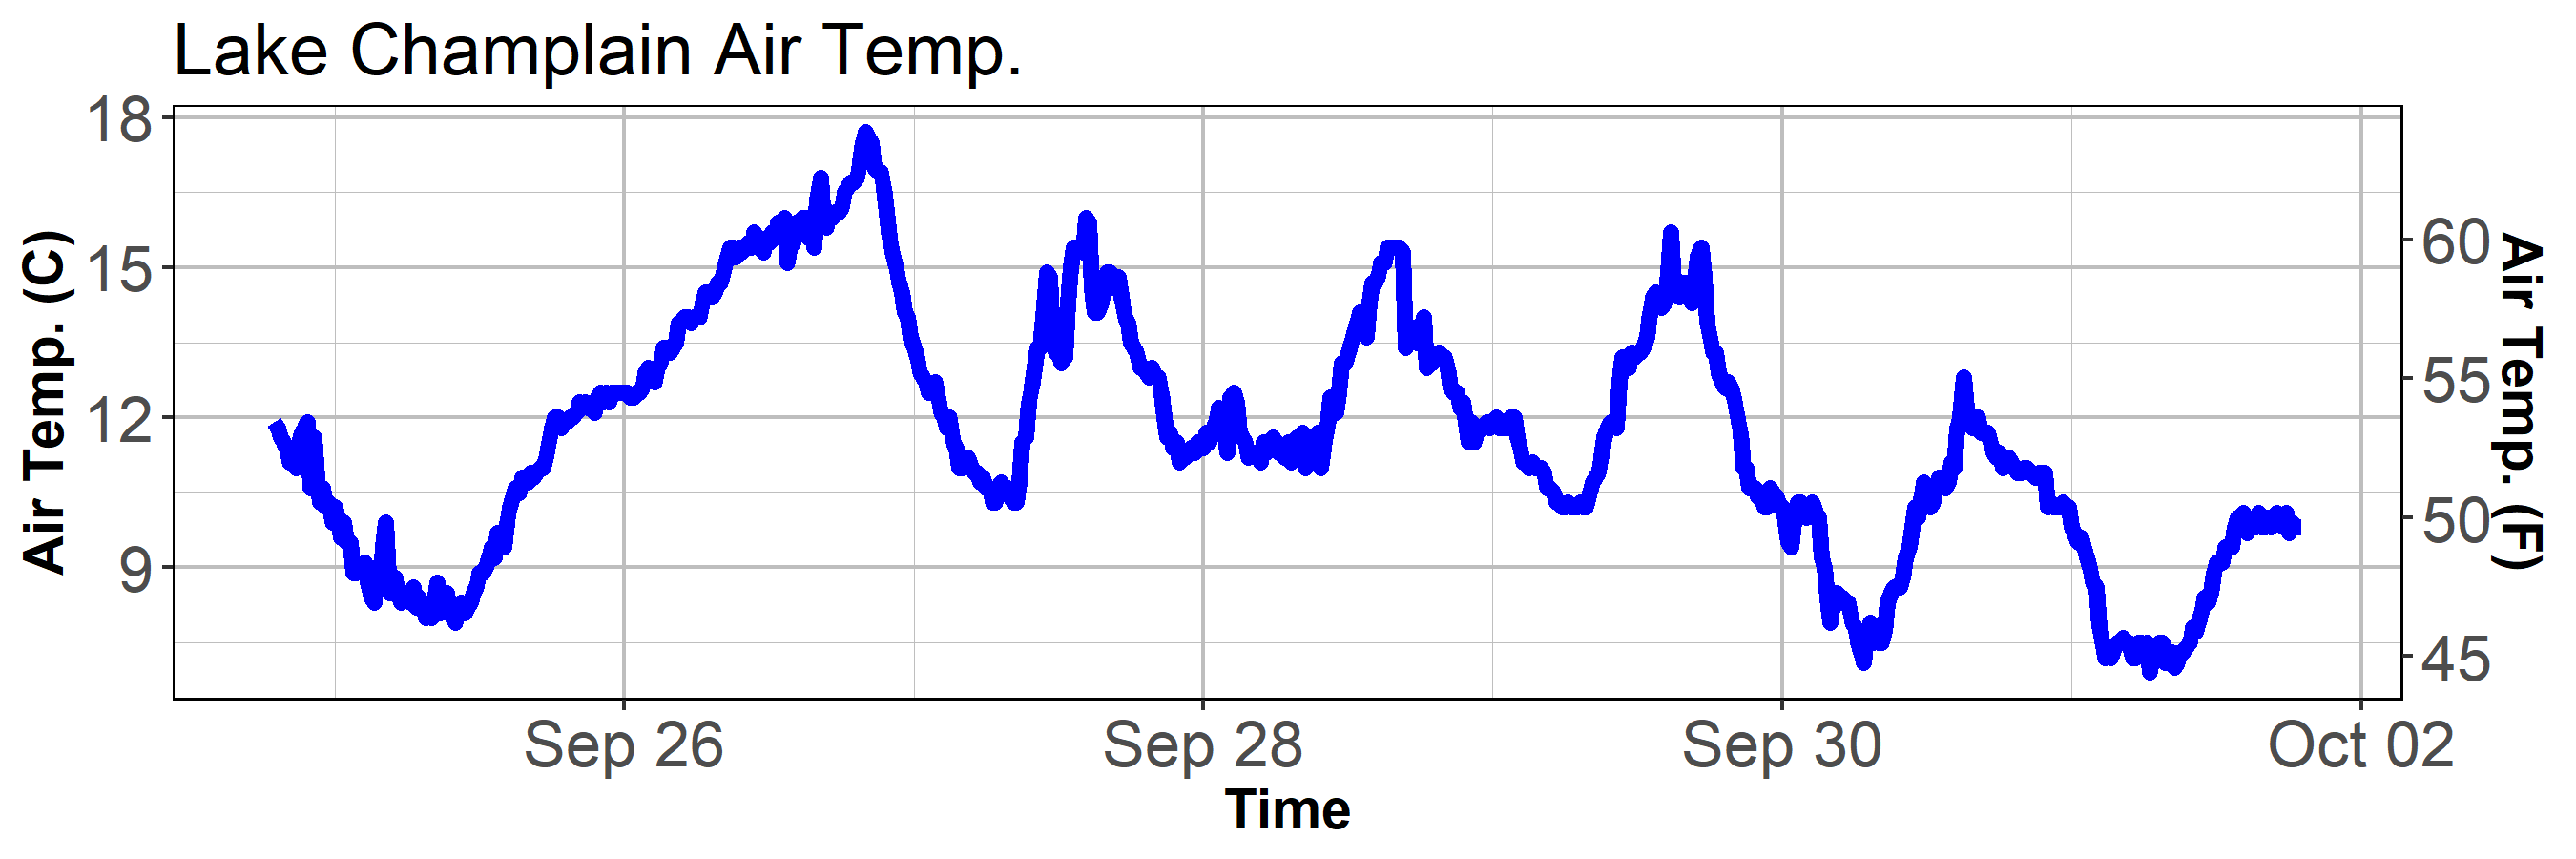 Lake Champlain Air Temp.
18
15
12
9
Air Temp. (C)
60
55
50
45
Air Temp. (F)
Sep 26
Sep 28
Sep 30
Oct 02
Time